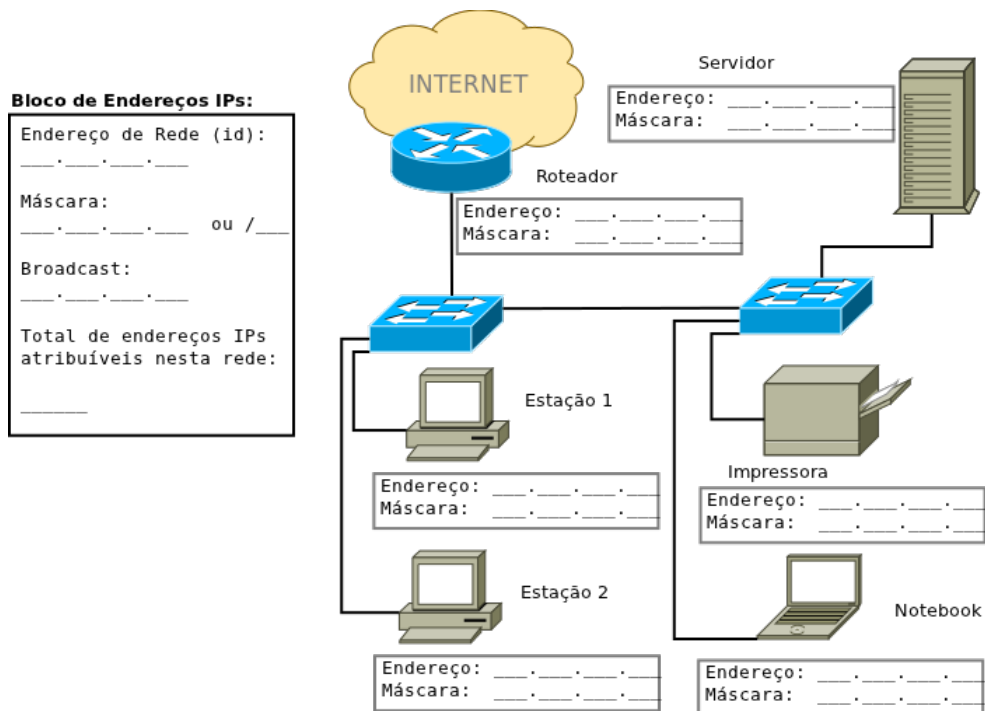 INTERNET
Servidor
Endereço: ___.___.___.___
Máscara: ___.___.___.___
Bloco de Endereços IPs:
Endereço de Rede (id):
___.___.___.___
Máscara:
___.___.___.___ ou /___
Broadcast:
___.___.___.___
Total de endereços IPs
atribuíveis nesta rede:
______
Roteador
Endereço: ___.___.___.___
Máscara: ___.___.___.___
Estação 1
Endereço: ___.___.___.___
Máscara: ___.___.___.___
Impressora
Endereço: ___.___.___.___
Máscara: ___.___.___.___
Estação 2
Endereço: ___.___.___.___
Máscara: ___.___.___.___
Notebook
Endereço: ___.___.___.___
Máscara: ___.___.___.___